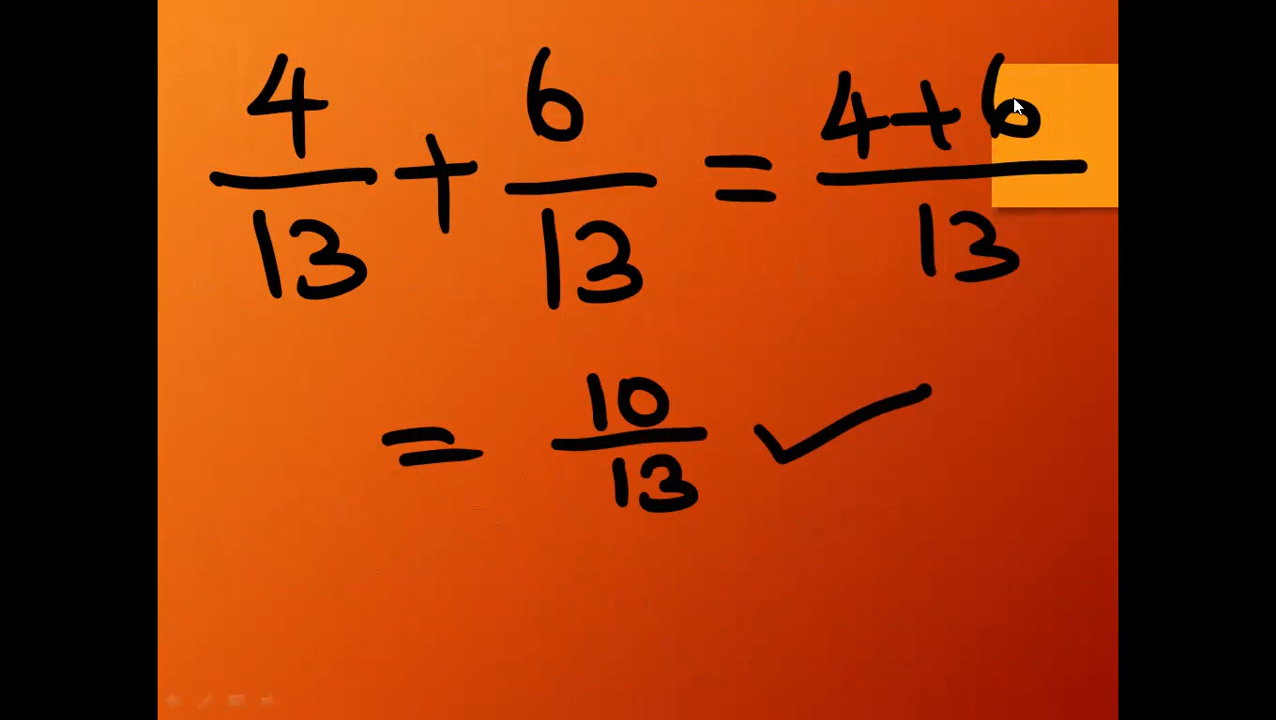 4/13 + 6/13 = 4+6/13
= 10/13 ✓